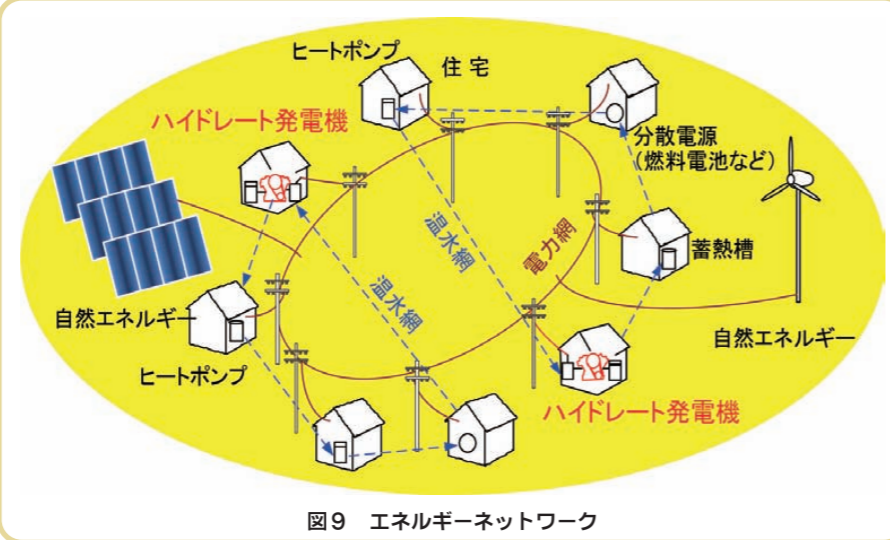 ヒートポンプ
住 宅
ハイドレート発電機
分散電源
(燃料電池など)
温水網
電力網
蓄熱槽
温水網
自然エネルギー
自然エネルギー
ヒートポンプ
ハイドレート発電機
図9 エネルギーネットワーク